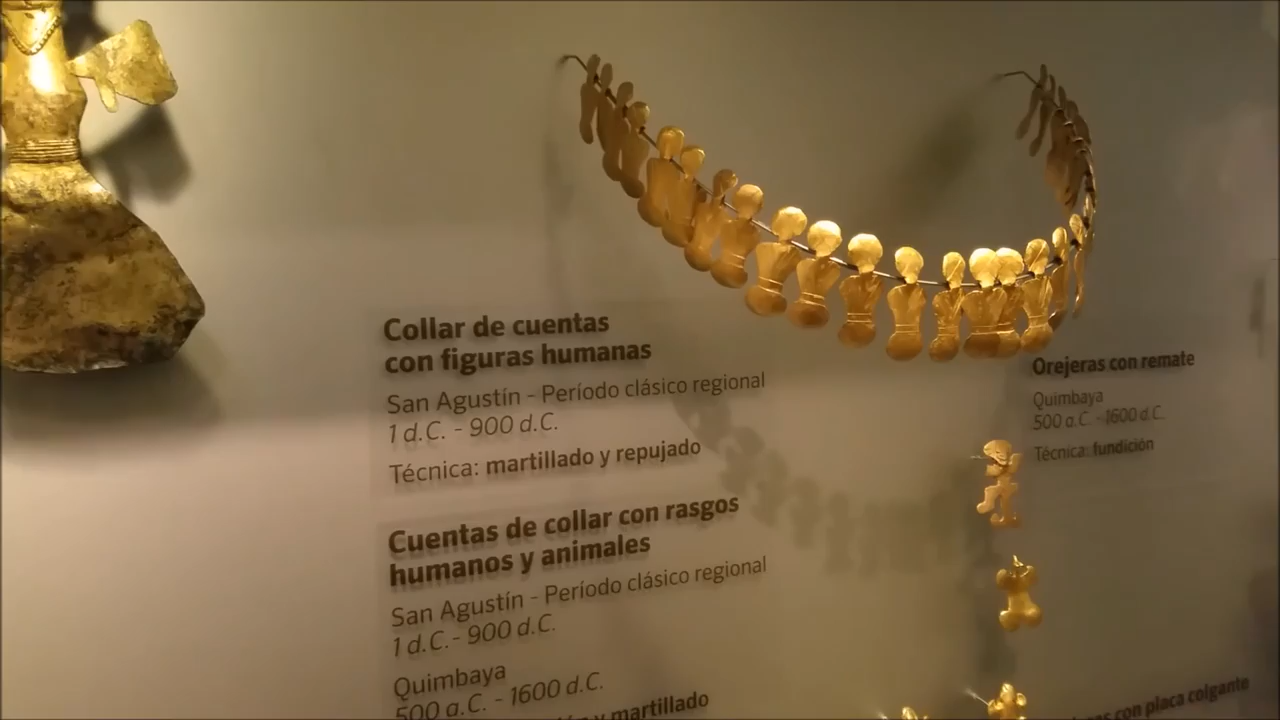 Collar de cuentas
con figuras humanas
San Agustín - Período clásico regional
1 d.C. - 900 d.C.
Técnica: martillado y repujado
Cuentas de collar con rasgos
humanos y animales
San Agustín - Período clásico regional
1 d.C. - 900 d.C.
Quimbaya
500 a.C. - 1600 d.C.
y martillado
Orejeras con remate
Quimbaya
500 a.C. - 1600 d.C.
Técnica: fundición
con placa colgante